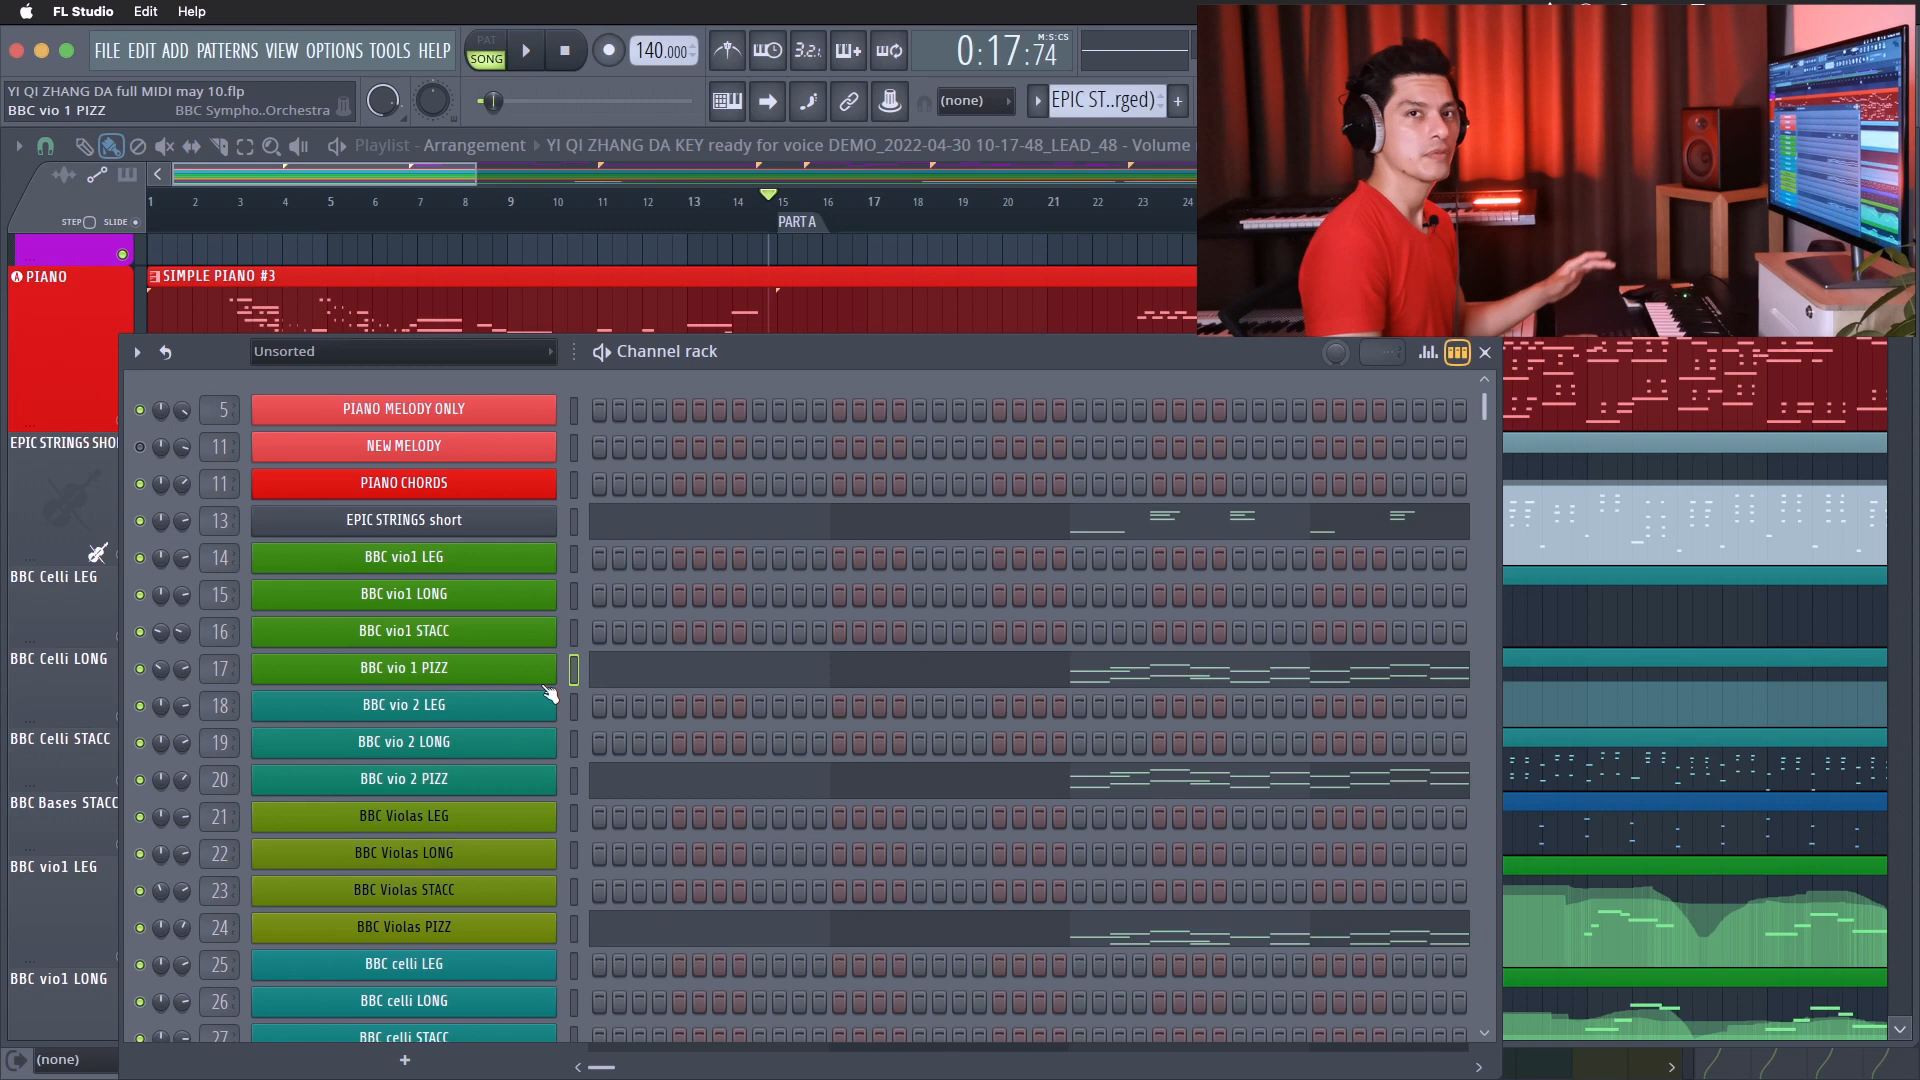 FL Studio Edit Help
FILE EDIT ADD PATTERNS VIEW OPTIONS TOOLS HELP
PAT
SONG
140.000
3.2.
0:17:74
M:S:CS
YI QI ZHANG DA full MIDI may 10.flp
BBC vio 1 PIZZ BBC Sympho..Orchestra
(none)
EPIC ST..rged)
+
Playlist - Arrangement YI QI ZHANG DA KEY ready for voice DEMO_2022-04-30 10-17-48_LEAD_48 - Volume
1 2 3 4 5 6 7 8 9 10 11 12 13 14 15 16 17 18 19 20 21 22 23 24
STEP SLIDE
PART A
PIANO
SIMPLE PIANO #3
Unsorted
Channel rack
5 PIANO MELODY ONLY
11 NEW MELODY
11 PIANO CHORDS
13 EPIC STRINGS short
14 BBC vio1 LEG
15 BBC vio1 LONG
16 BBC vio1 STACC
17 BBC vio 1 PIZZ
18 BBC vio 2 LEG
19 BBC vio 2 LONG
20 BBC vio 2 PIZZ
21 BBC Violas LEG
22 BBC Violas LONG
23 BBC Violas STACC
24 BBC Violas PIZZ
25 BBC celli LEG
26 BBC celli LONG
27 BBC celli STACC
+
EPIC STRINGS SHO
BBC Celli LEG
BBC Celli LONG
BBC Celli STACC
BBC Bases STACC
BBC vio1 LEG
BBC vio1 LONG
(none)